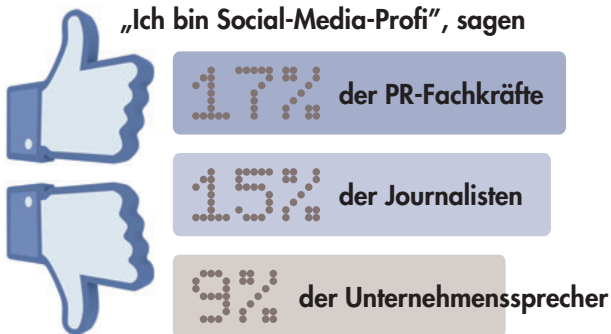 „Ich bin Social-Media-Profi”, sagen
17% der PR-Fachkräfte
15% der Journalisten
9% der Unternehmenssprecher